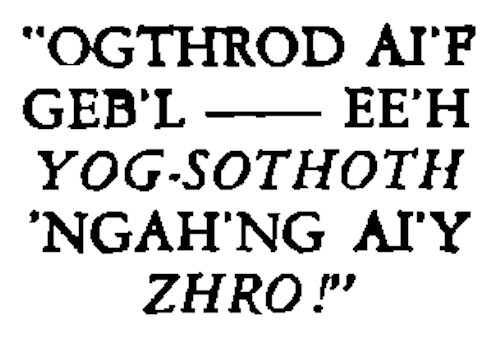 "OGTHROD AI'F
GEB'L —— EE'H
YOG-SOTHOTH
'NGAH'NG AI'Y
ZHRO!"